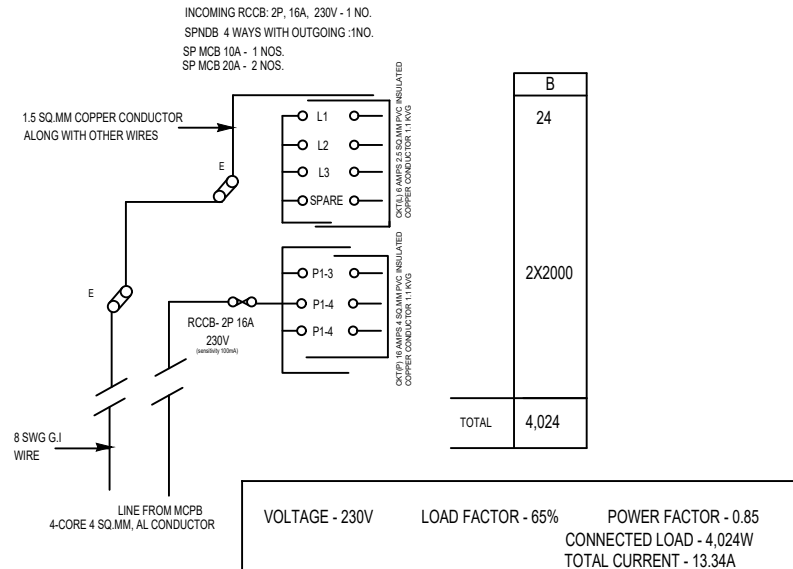 INCOMING RCCB: 2P, 16A, 230V - 1 NO.
SPNDB 4 WAYS WITH OUTGOING :1NO.
SP MCB 10A - 1 NOS.
SP MCB 20A - 2 NOS.
1.5 SQ.MM COPPER CONDUCTOR
ALONG WITH OTHER WIRES
E
L1
L2
L3
SPARE
CKT(L) 6 AMPS 2.5 SQ.MM PVC INSULATED
COPPER CONDUCTOR 1.1 KVG
E
RCCB- 2P 16A
230V
(sensitivity 100mA)
P1-3
P1-4
P1-4
CKT(P) 16 AMPS 4 SQ.MM PVC INSULATED
COPPER CONDUCTOR 1.1 KVG
8 SWG G.I
WIRE
LINE FROM MCPB
4-CORE 4 SQ.MM, AL CONDUCTOR
B
24
2X2000
TOTAL 4,024
VOLTAGE - 230V LOAD FACTOR - 65% POWER FACTOR - 0.85
CONNECTED LOAD - 4,024W
TOTAL CURRENT - 13.34A